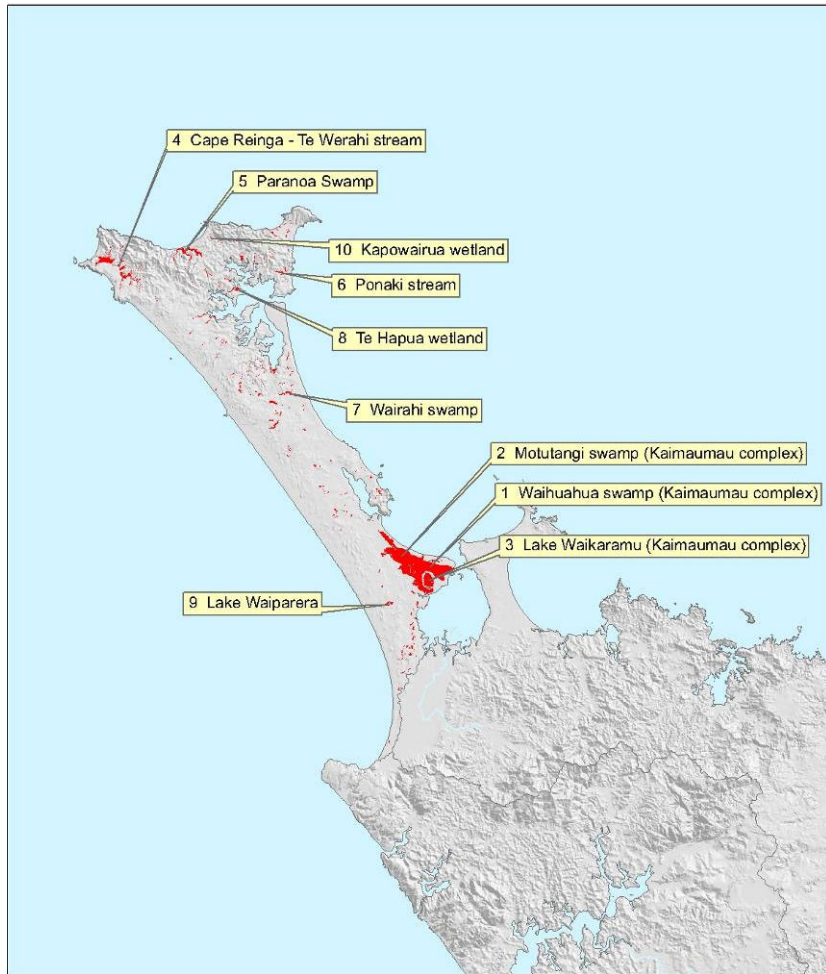 4 Cape Reinga - Te Werahi stream
5 Paranoa Swamp
10 Kapowairua wetland
6 Ponaki stream
8 Te Hapua wetland
7 Wairahi swamp
2 Motutangi swamp (Kaimaumau complex)
1 Waihuahua swamp (Kaimaumau complex)
3 Lake Waikaramu (Kaimaumau complex)
9 Lake Waiparera